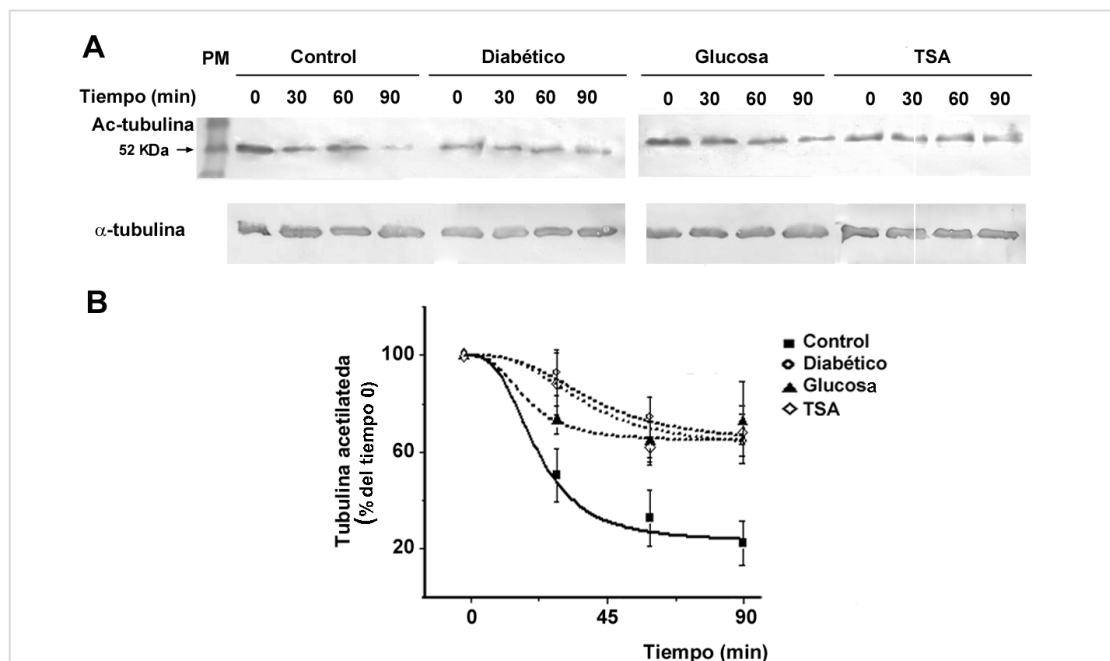 A
PM Control Diabético Glucosa TSA
Tiempo (min) 0 30 60 90 0 30 60 90 0 30 60 90 0 30 60 90
Ac-tubulina
52 KDa →
α-tubulina
B
Tubulina acetilateda
(% del tiempo 0)
100
60
20
0 45 90
Tiempo (min)
Control
Diabético
Glucosa
TSA